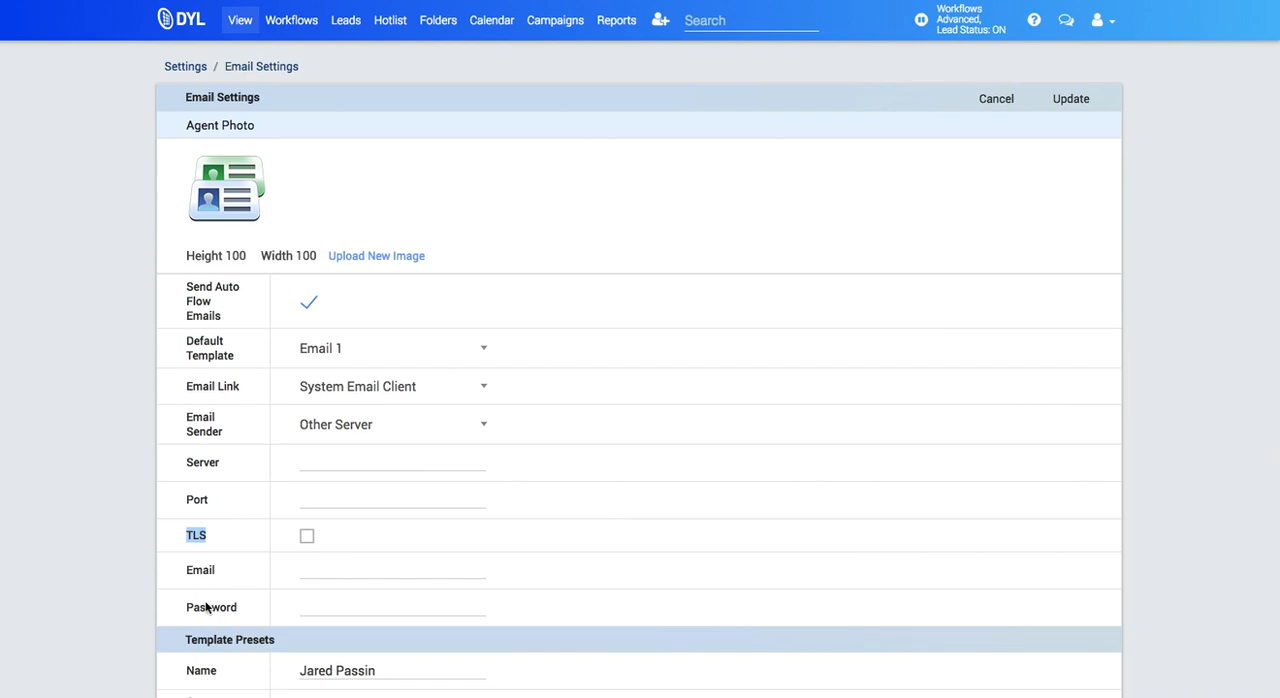 DYL View Workflows Leads Hotlist Folders Calendar Campaigns Reports Search
Workflows
Advanced,
Lead Status: ON
Settings / Email Settings
Email Settings Cancel Update
Agent Photo
Height 100 Width 100 Upload New Image
Send Auto
Flow
Emails
Default
Template
Email 1
Email Link System Email Client
Email
Sender
Other Server
Server
Port
TLS
Email
Password
Template Presets
Name Jared Passin